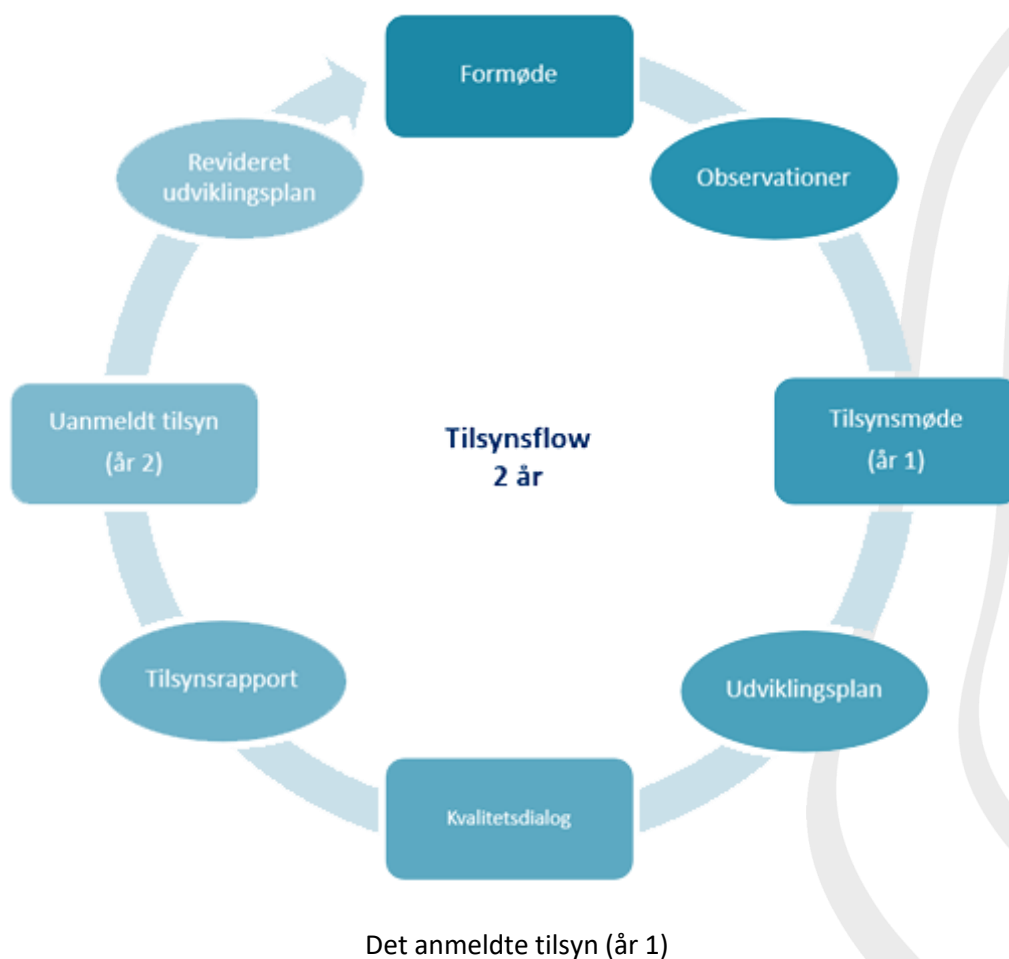 Formøde
Observationer
Tilsynsmøde
(år 1)
Udviklingsplan
Kvalitetsdialog
Tilsynsrapport
Uanmeldt tilsyn
(år 2)
Revideret
udviklingsplan
Tilsynsflow
2 år
Det anmeldte tilsyn (år 1)